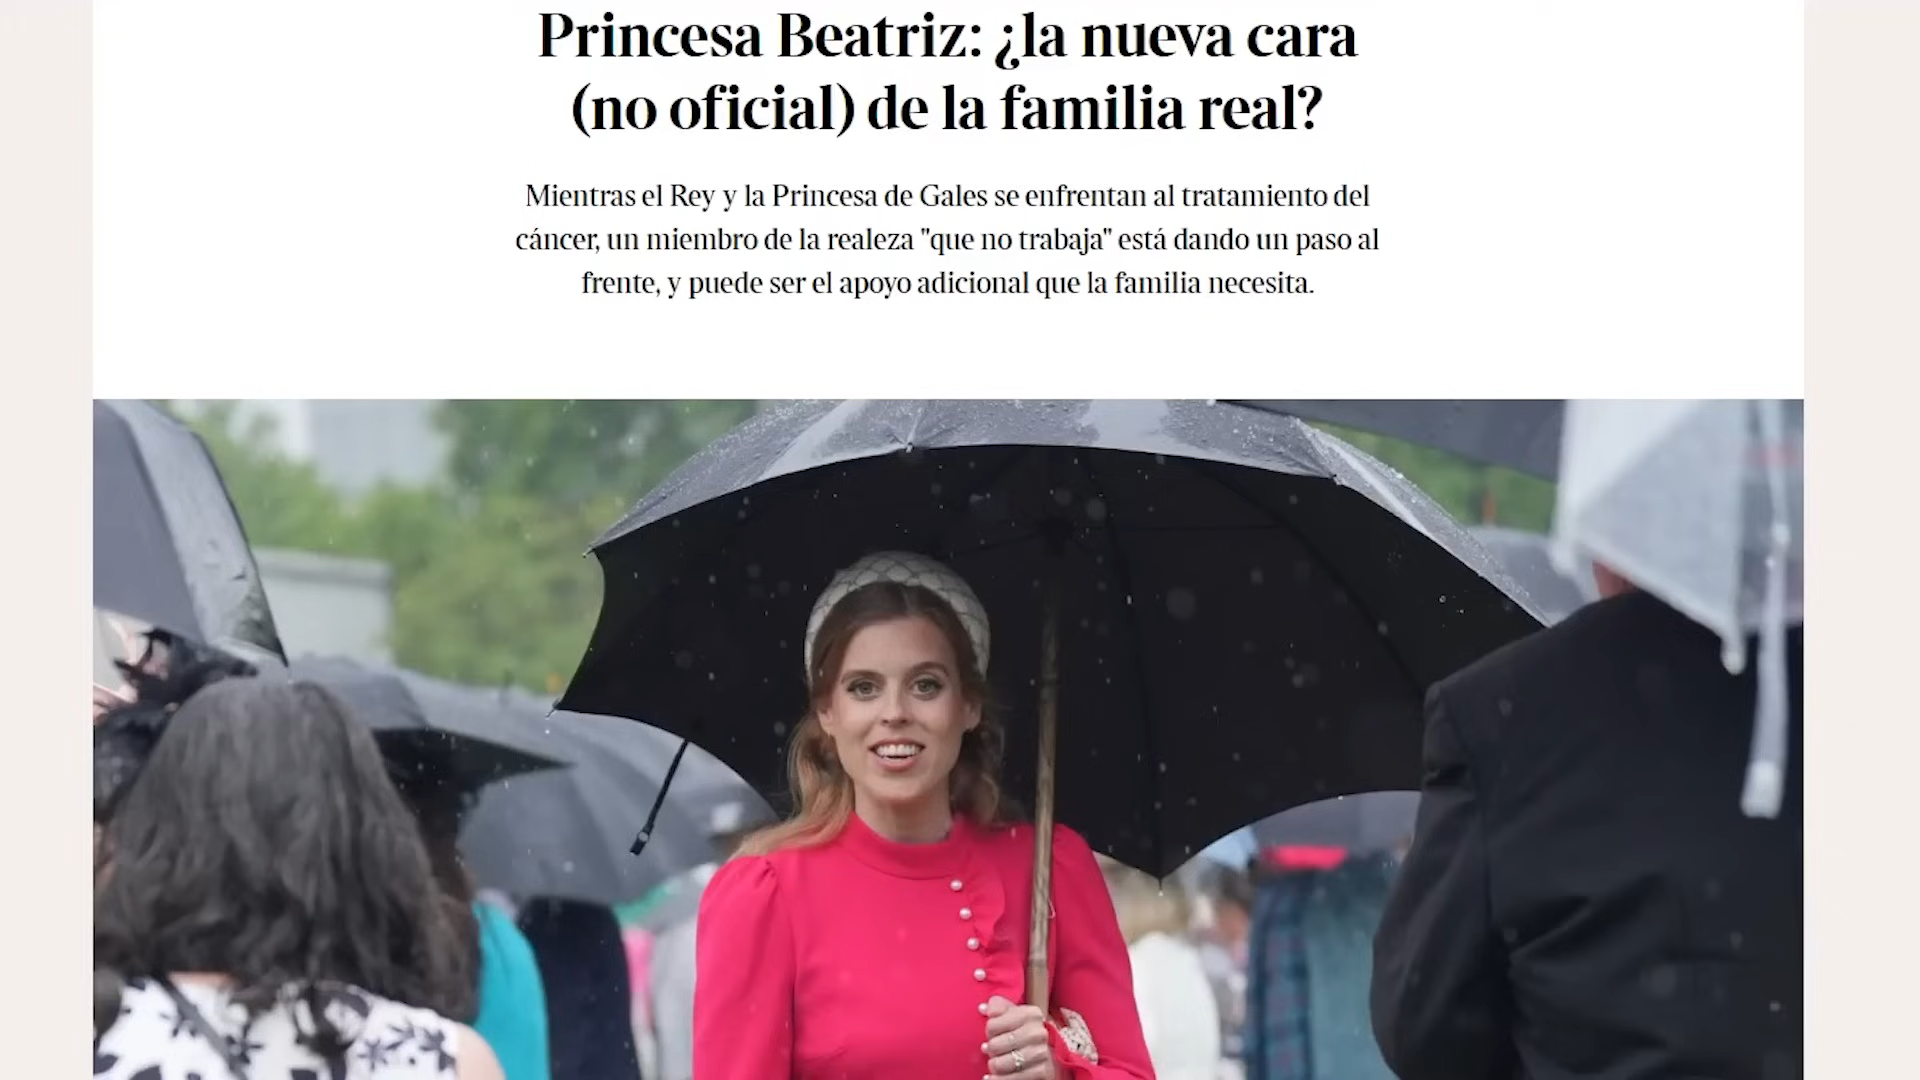 Princesa Beatriz: ¿la nueva cara
(no oficial) de la familia real?
Mientras el Rey y la Princesa de Gales se enfrentan al tratamiento del
cáncer, un miembro de la realeza "que no trabaja" está dando un paso al
frente, y puede ser el apoyo adicional que la familia necesita.